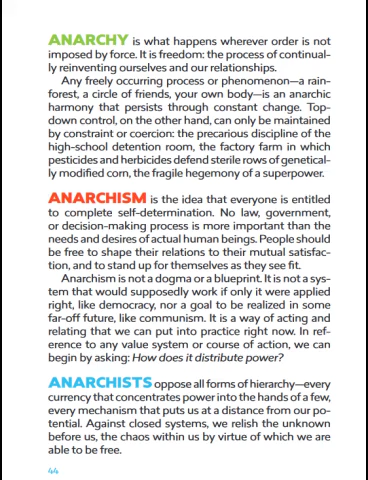 ANARCHY is what happens wherever order is not
imposed by force. It is freedom: the process of continual-
ly reinventing ourselves and our relationships.
Any freely occurring process or phenomenon—a rain-
forest, a circle of friends, your own body—is an anarchic
harmony that persists through constant change. Top-
down control, on the other hand, can only be maintained
by constraint or coercion: the precarious discipline of the
high-school detention room, the factory farm in which
pesticides and herbicides defend sterile rows of genetical-
ly modified corn, the fragile hegemony of a superpower.
ANARCHISM is the idea that everyone is entitled
to complete self-determination. No law, government,
or decision-making process is more important than the
needs and desires of actual human beings. People should
be free to shape their relations to their mutual satisfac-
tion, and to stand up for themselves as they see fit.
Anarchism is not a dogma or a blueprint. It is not a sys-
tem that would supposedly work if only it were applied
right, like democracy, nor a goal to be realized in some
far-off future, like communism. It is a way of acting and
relating that we can put into practice right now. In ref-
erence to any value system or course of action, we can
begin by asking: How does it distribute power?
ANARCHISTS oppose all forms of hierarchy—every
currency that concentrates power into the hands of a few,
every mechanism that puts us at a distance from our po-
tential. Against closed systems, we relish the unknown
before us, the chaos within us by virtue of which we are
able to be free.
44